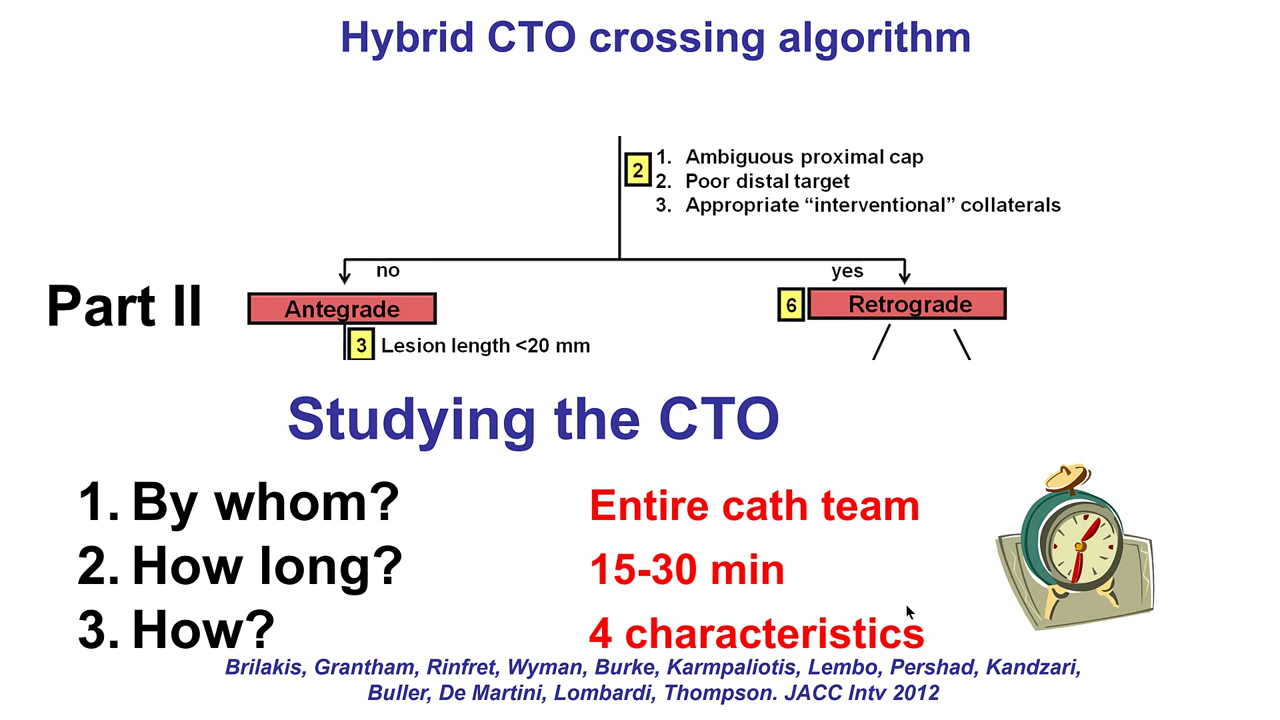 Hybrid CTO crossing algorithm
2
1. Ambiguous proximal cap
2. Poor distal target
3. Appropriate “interventional” collaterals
no
yes
Part II
Antegrade
6
Retrograde
3
Lesion length <20 mm
Studying the CTO
1. By whom? Entire cath team
2. How long? 15-30 min
3. How? 4 characteristics
Brilakis, Grantham, Rinfret, Wyman, Burke, Karmpaliotis, Lembo, Pershad, Kandzari,
Buller, De Martini, Lombardi, Thompson. JACC Intv 2012